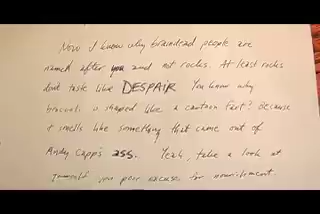 Now I know why braindead people are
named after you and not rocks. At least rocks
dont taste like DESPAIR You know why
broccoli is shaped like a cartoon fart? Because
it smells like something that came out of
Andy Capp's ass. Yeah, take a look at
yourself you poor excuse for nourishment